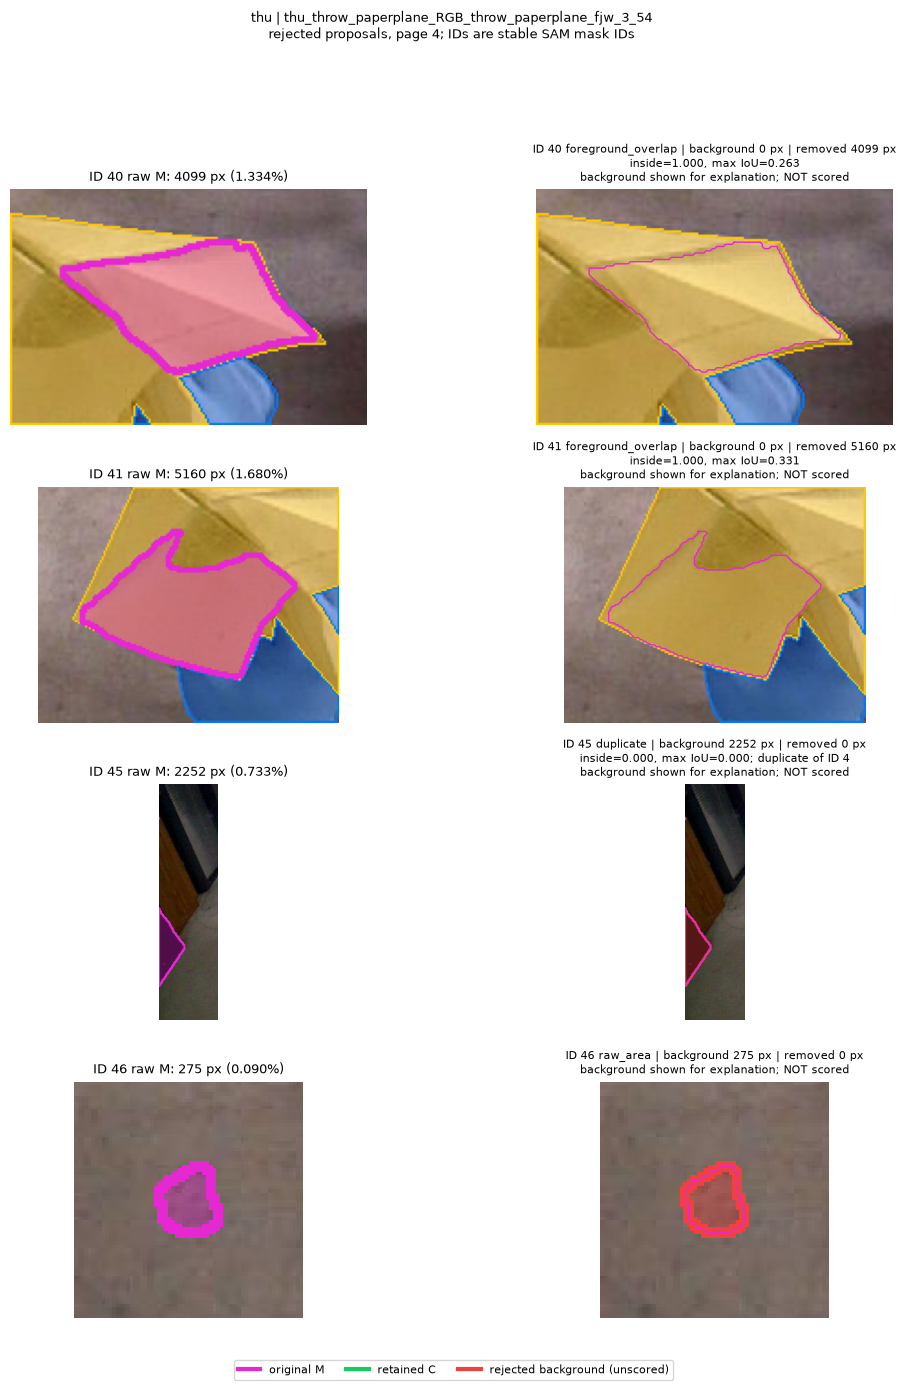 thu | thu_throw_paperplane_RGB_throw_paperplane_fjw_3_54
rejected proposals, page 4; IDs are stable SAM mask IDs
ID 40 raw M: 4099 px (1.334%)
ID 40 foreground_overlap | background 0 px | removed 4099 px
inside=1.000, max IoU=0.263
background shown for explanation; NOT scored
ID 41 raw M: 5160 px (1.680%)
ID 41 foreground_overlap | background 0 px | removed 5160 px
inside=1.000, max IoU=0.331
background shown for explanation; NOT scored
ID 45 raw M: 2252 px (0.733%)
ID 45 duplicate | background 2252 px | removed 0 px
inside=0.000, max IoU=0.000; duplicate of ID 4
background shown for explanation; NOT scored
ID 46 raw M: 275 px (0.090%)
ID 46 raw_area | background 275 px | removed 0 px
background shown for explanation; NOT scored
original M
retained C
rejected background (unscored)